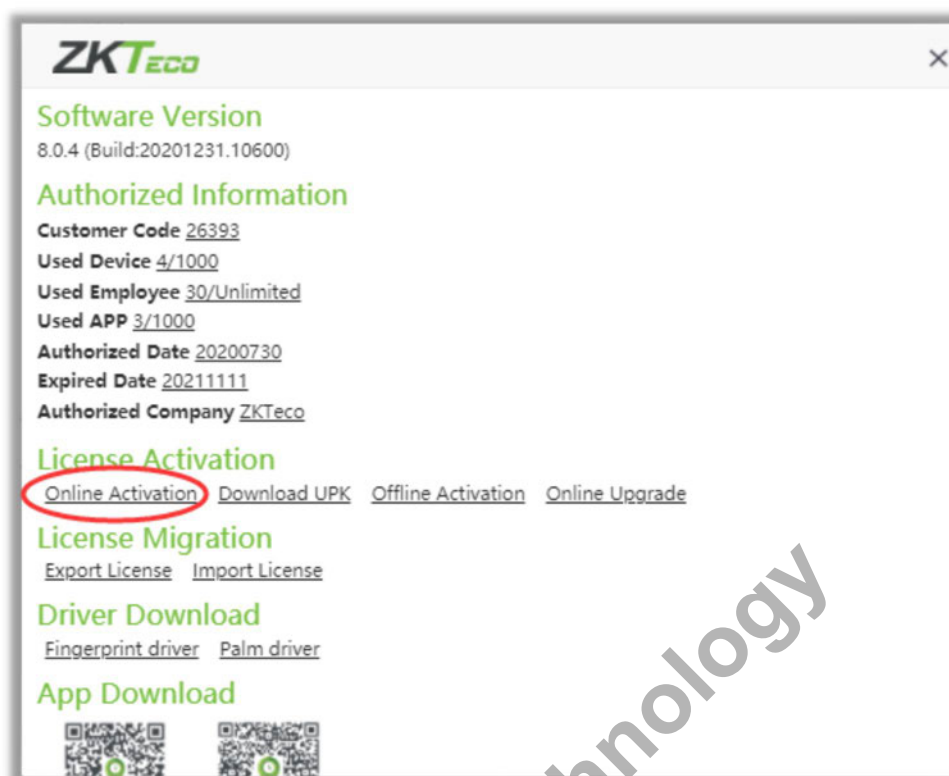 ZKTECO
×
Software Version
8.0.4 (Build:20201231.10600)
Authorized Information
Customer Code 26393
Used Device 4/1000
Used Employee 30/Unlimited
Used APP 3/1000
Authorized Date 20200730
Expired Date 20211111
Authorized Company ZKTeco
License Activation
Online Activation Download UPK Offline Activation Online Upgrade
License Migration
Export License Import License
Driver Download
Fingerprint driver Palm driver
App Download